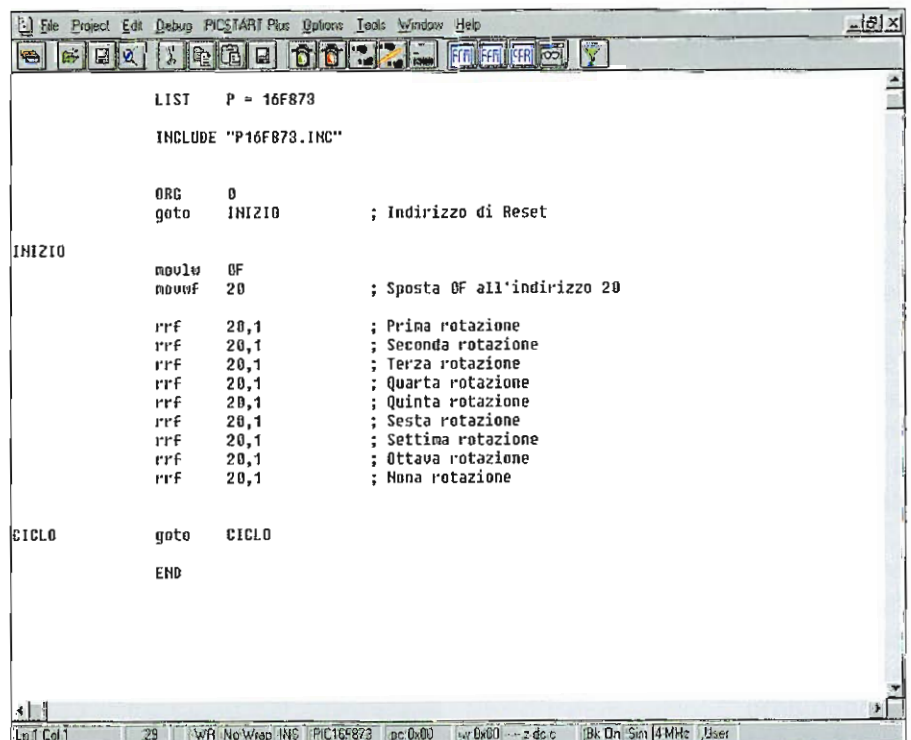 File Project Edit Debug PICSTART Plus Options Tools Window Help
LIST P = 16F873
INCLUDE "P16F873.INC"
ORG 0
goto INIZIO ; Indirizzo di Reset
INIZIO
movlw 0F
movwf 20 ; Sposta 0F all'indirizzo 20
rrf 20,1 ; Prima rotazione
rrf 20,1 ; Seconda rotazione
rrf 20,1 ; Terza rotazione
rrf 20,1 ; Quarta rotazione
rrf 20,1 ; Quinta rotazione
rrf 20,1 ; Sesta rotazione
rrf 20,1 ; Settima rotazione
rrf 20,1 ; Ottava rotazione
rrf 20,1 ; Nona rotazione
CICLO goto CICLO
END
Ln 1 Col 1 29 WR No Wrap INS PIC16F873 pc:0x00 w:0x00 -- z dc c Bk On Sim 4 MHz User